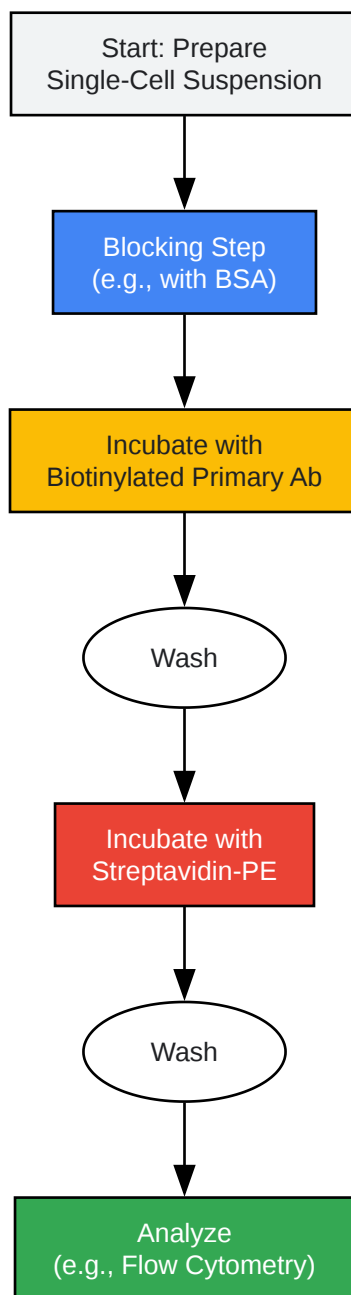 Start: Prepare
Single-Cell Suspension
Blocking Step
(e.g., with BSA)
Incubate with
Biotinylated Primary Ab
Wash
Incubate with
Streptavidin-PE
Wash
Analyze
(e.g., Flow Cytometry)